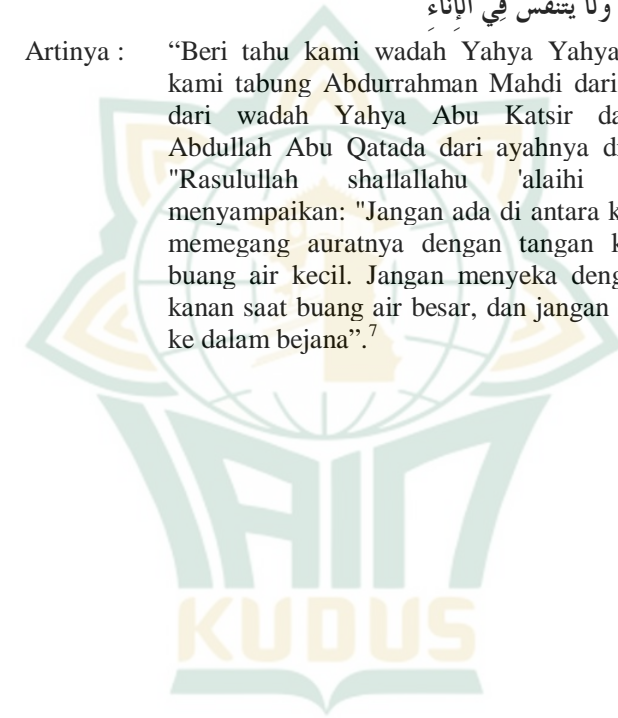 ولا يتنفس في الإناء
Artinya : “Beri tahu kami wadah Yahya Yahya
kami tabung Abdurrahman Mahdi dari
dari wadah Yahya Abu Katsir
Abdullah Abu Qatada dari ayahnya
"Rasulullah shallallahu 'alaihi
menyampaikan: "Jangan ada di antara
memegang auratnya dengan tangan
buang air kecil. Jangan menyeka
kanan saat buang air besar, dan jangan
ke dalam bejana”.7
IAIN
KUDUS